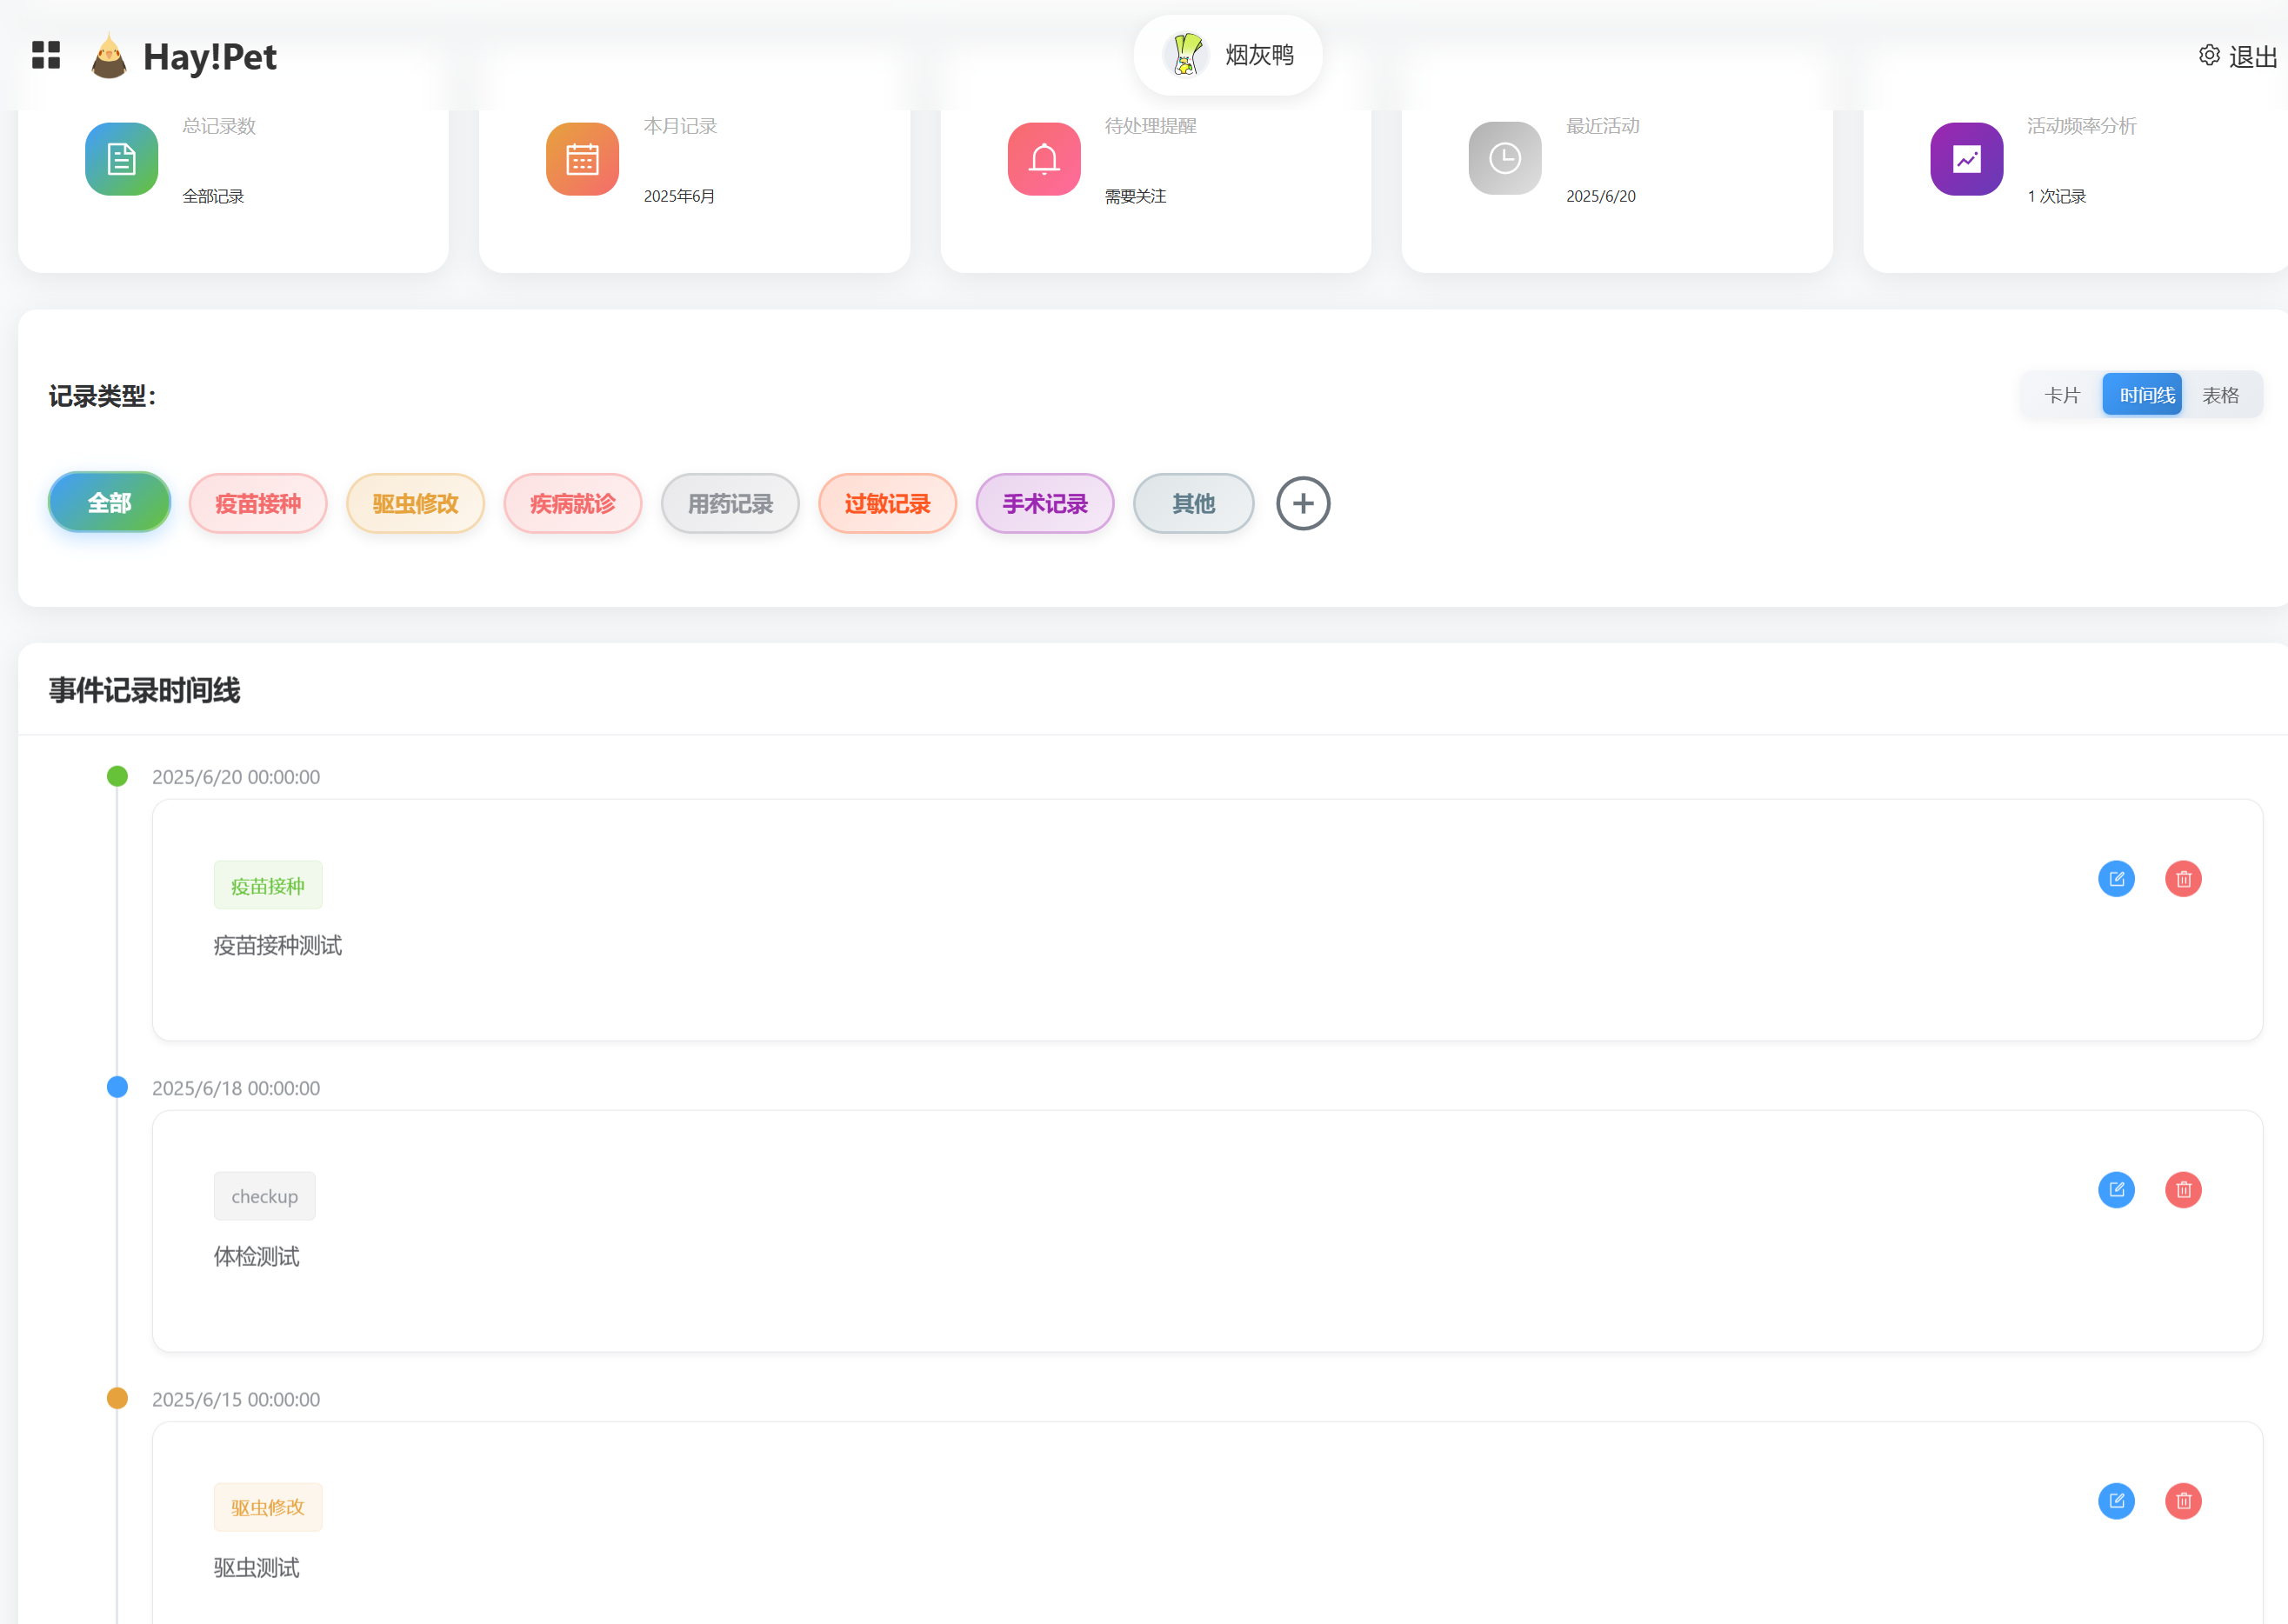 Hay!Pet
烟灰鸭
退出
总记录数
全部记录
本月记录
2025年6月
待处理提醒
需要关注
最近活动
2025/6/20
活动频率分析
1 次记录
记录类型：
卡片
时间线
表格
全部
疫苗接种
驱虫修改
疾病就诊
用药记录
过敏记录
手术记录
其他
事件记录时间线
2025/6/20 00:00:00
疫苗接种
疫苗接种测试
2025/6/18 00:00:00
checkup
体检测试
2025/6/15 00:00:00
驱虫修改
驱虫测试